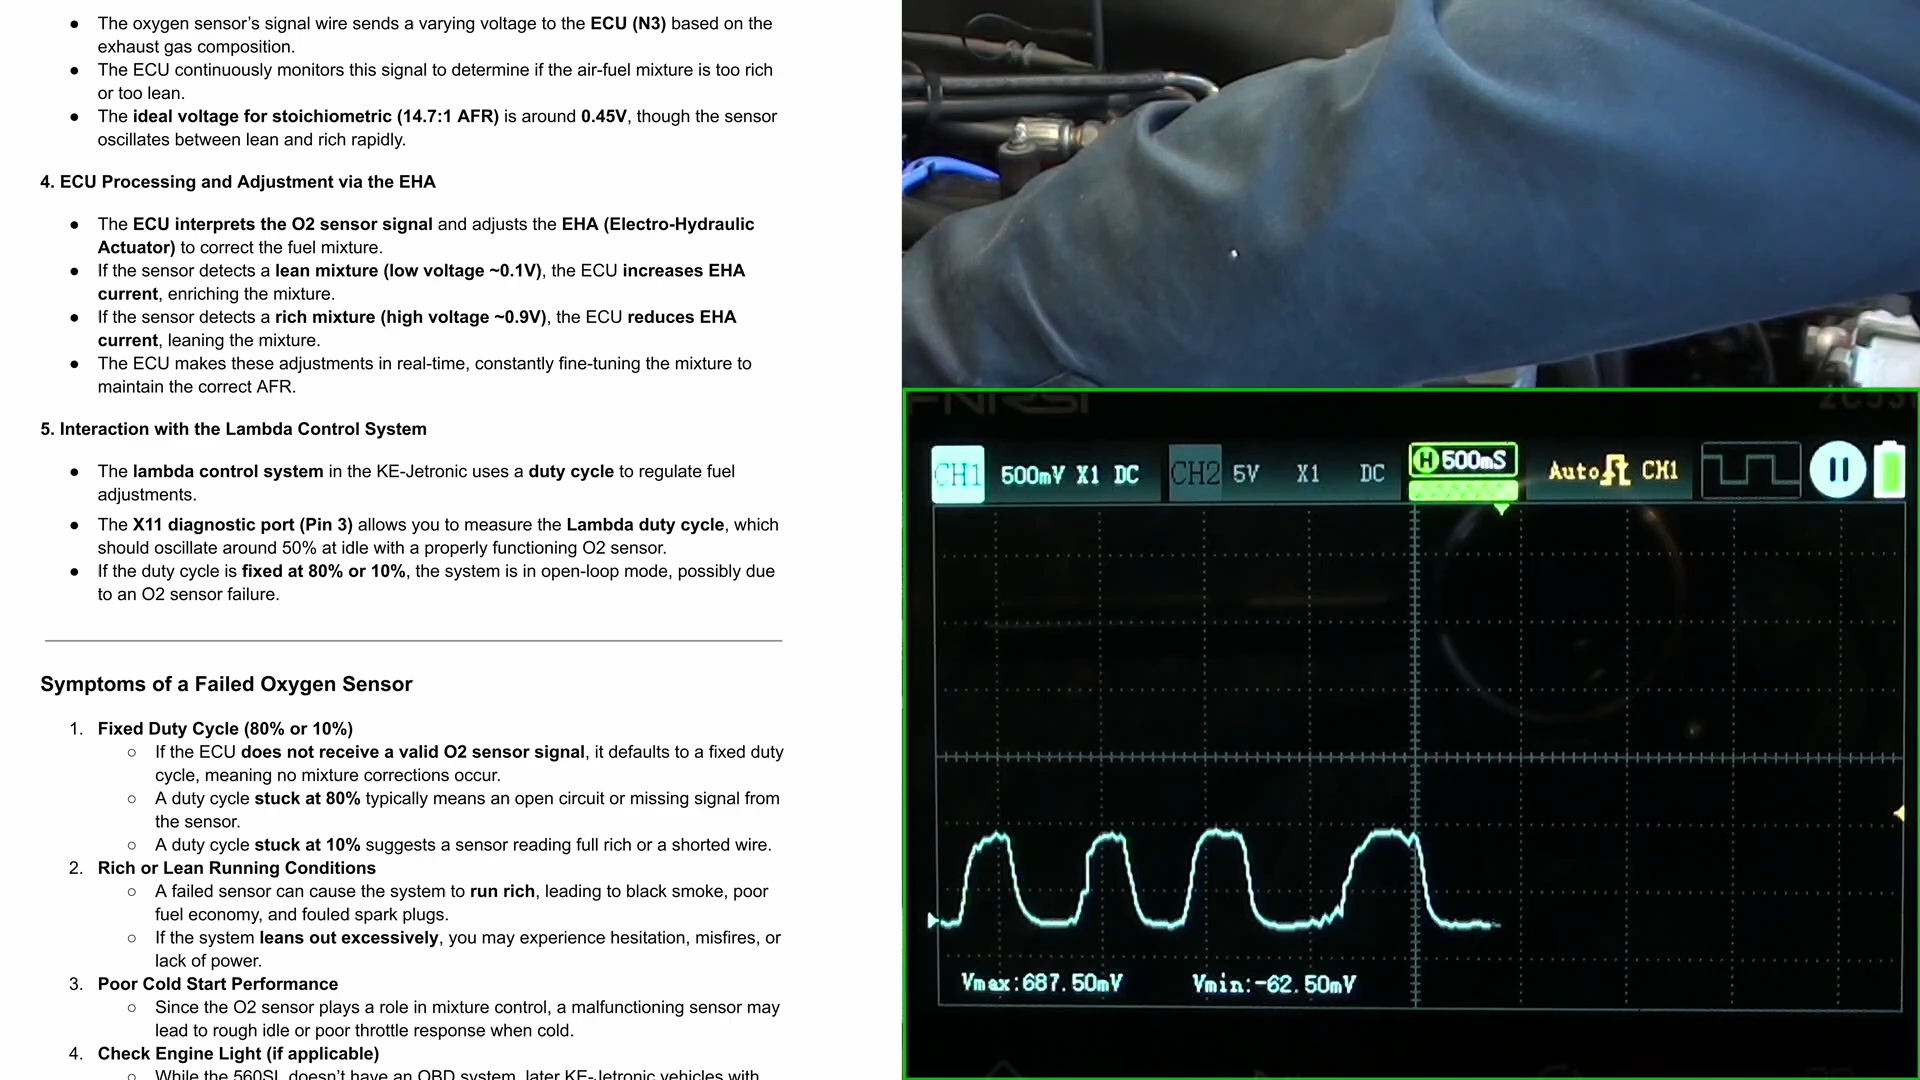 ● The oxygen sensor’s signal wire sends a varying voltage to the ECU (N3) based on the
exhaust gas composition.
● The ECU continuously monitors this signal to determine if the air-fuel mixture is too rich
or too lean.
● The ideal voltage for stoichiometric (14.7:1 AFR) is around 0.45V, though the sensor
oscillates between lean and rich rapidly.
4. ECU Processing and Adjustment via the EHA
● The ECU interprets the O2 sensor signal and adjusts the EHA (Electro-Hydraulic
Actuator) to correct the fuel mixture.
● If the sensor detects a lean mixture (low voltage ~0.1V), the ECU increases EHA
current, enriching the mixture.
● If the sensor detects a rich mixture (high voltage ~0.9V), the ECU reduces EHA
current, leaning the mixture.
● The ECU makes these adjustments in real-time, constantly fine-tuning the mixture to
maintain the correct AFR.
5. Interaction with the Lambda Control System
● The lambda control system in the KE-Jetronic uses a duty cycle to regulate fuel
adjustments.
● The X11 diagnostic port (Pin 3) allows you to measure the Lambda duty cycle, which
should oscillate around 50% at idle with a properly functioning O2 sensor.
● If the duty cycle is fixed at 80% or 10%, the system is in open-loop mode, possibly due
to an O2 sensor failure.
Symptoms of a Failed Oxygen Sensor
1. Fixed Duty Cycle (80% or 10%)
○ If the ECU does not receive a valid O2 sensor signal, it defaults to a fixed duty
cycle, meaning no mixture corrections occur.
○ A duty cycle stuck at 80% typically means an open circuit or missing signal from
the sensor.
○ A duty cycle stuck at 10% suggests a sensor reading full rich or a shorted wire.
2. Rich or Lean Running Conditions
○ A failed sensor can cause the system to run rich, leading to black smoke, poor
fuel economy, and fouled spark plugs.
○ If the system leans out excessively, you may experience hesitation, misfires, or
lack of power.
3. Poor Cold Start Performance
○ Since the O2 sensor plays a role in mixture control, a malfunctioning sensor may
lead to rough idle or poor throttle response when cold.
4. Check Engine Light (if applicable)
○ While the 560SL doesn’t have an OBD system, later KE-Jetronic vehicles with
FNIRSI
CH1 500mV X1 DC CH2 5V X1 DC H 500mS Auto CH1
Vmax:687.50mV Vmin:-62.50mV